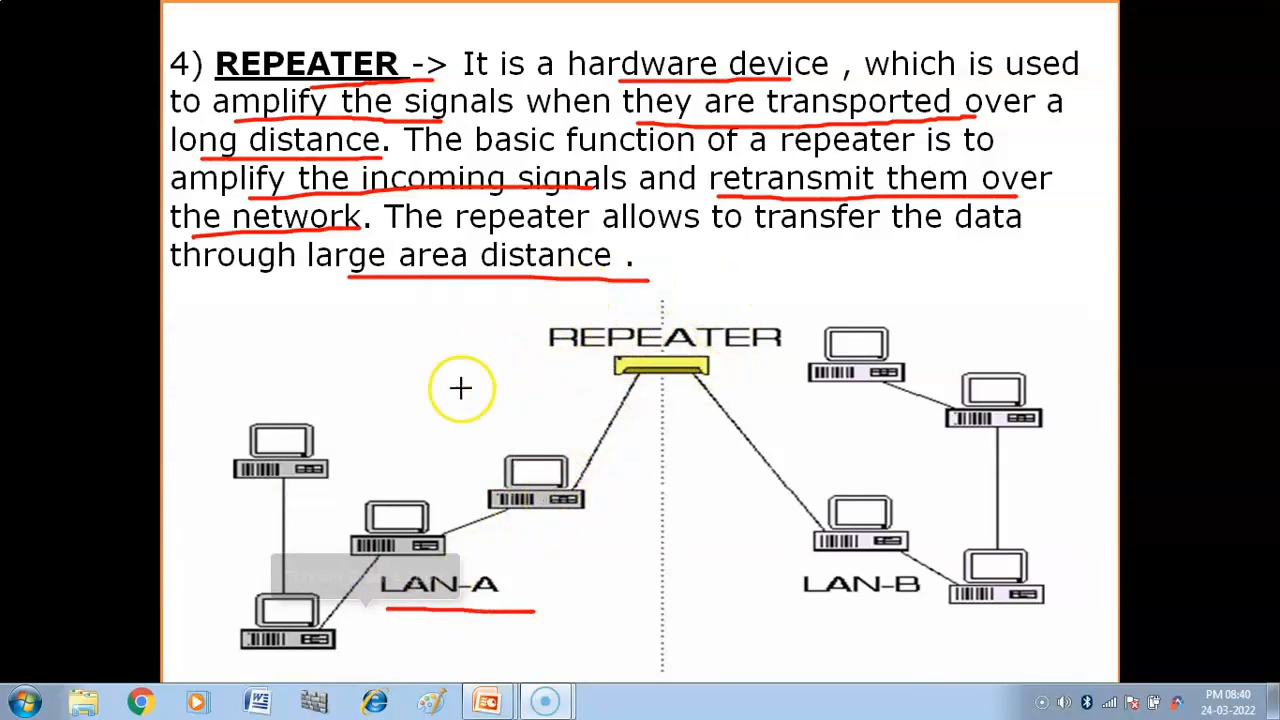 4) REPEATER -> It is a hardware device , which is used
to amplify the signals when they are transported over a
long distance. The basic function of a repeater is to
amplify the incoming signals and retransmit them over
the network. The repeater allows to transfer the data
through large area distance .
REPEATER
LAN-A
LAN-B
PM 08:40
24-03-2022